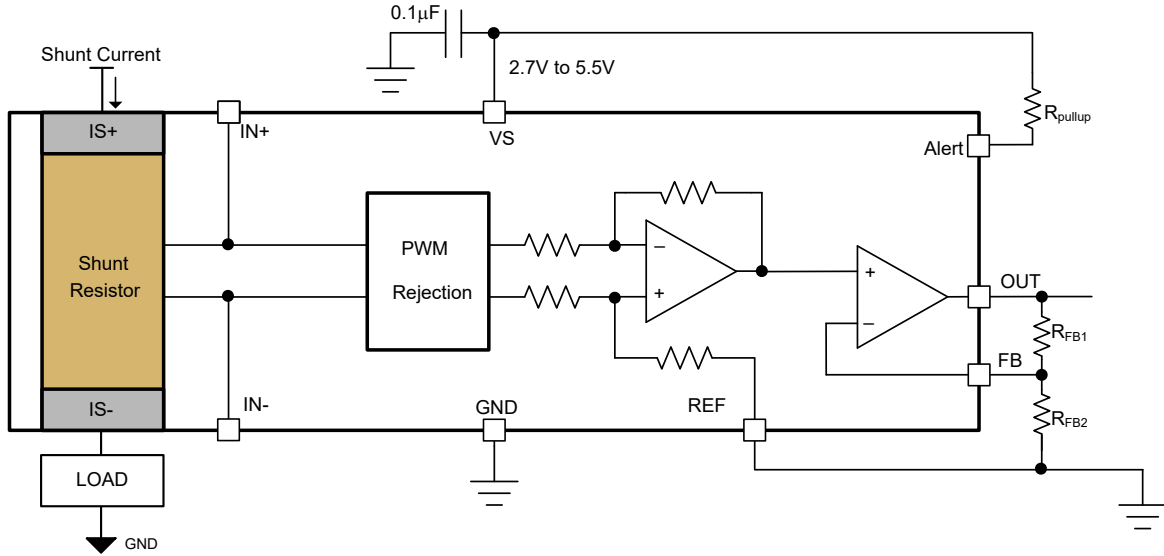 0.1µF
Shunt Current
2.7V to 5.5V
IS+
IN+
VS
Rpullup
Alert
PWM
Rejection
−
+
Shunt
Resistor
+
−
OUT
RFB1
FB
IS-
IN-
GND
REF
RFB2
LOAD
GND